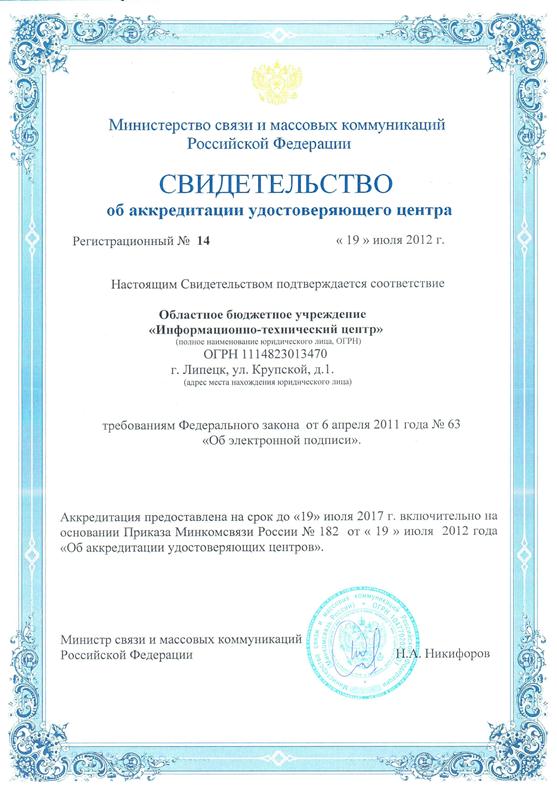 Министерство связи и массовых коммуникаций
Российской Федерации
СВИДЕТЕЛЬСТВО
об аккредитации удостоверяющего центра
Регистрационный № 14 « 19 » июля 2012 г.
Настоящим Свидетельством подтверждается соответствие
Областное бюджетное учреждение
«Информационно-технический центр»
(полное наименование юридического лица, ОГРН)
ОГРН 1114823013470
г. Липецк, ул. Крупской, д.1.
(адрес места нахождения юридического лица)
требованиям Федерального закона от 6 апреля 2011 года № 63
«Об электронной подписи».
Аккредитация предоставлена на срок до «19» июля 2017 г. включительно на
основании Приказа Минкомсвязи России № 182 от « 19 » июля 2012 года
«Об аккредитации удостоверяющих центров».
Министр связи и массовых коммуникаций
Российской Федерации
Н.А. Никифоров